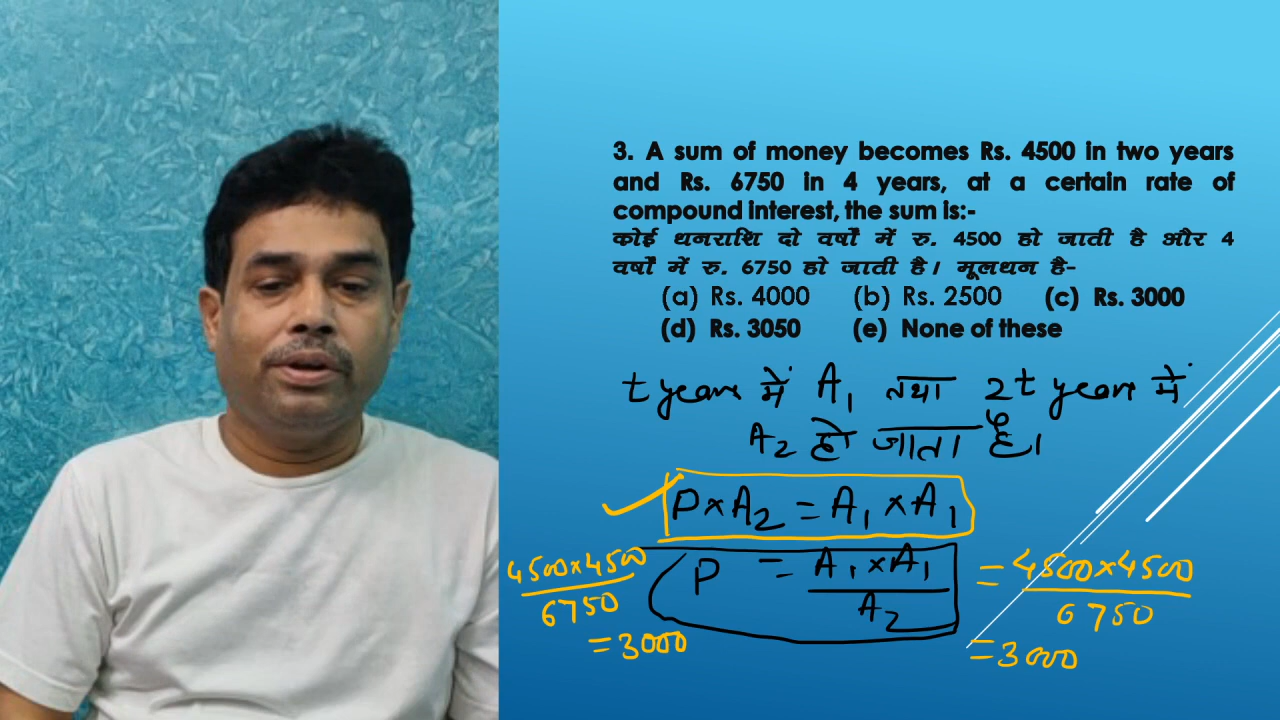 3. A sum of money becomes Rs. 4500 in two years
and Rs. 6750 in 4 years, at a certain rate of
compound interest, the sum is:-
कोई धनराशि दो वर्षों में रु. 4500 हो जाती है और 4
वर्षों में रु. 6750 हो जाती है। मूलधन है-
(a) Rs. 4000 (b) Rs. 2500 (c) Rs. 3000
(d) Rs. 3050 (e) None of these
t years में A₁ तथा 2t years में
A₂ हो जाता है।
P×A₂ = A₁×A₁
P = A₁×A₁ / A₂
= 4500×4500 / 6750
= 3000
4500×4500 / 6750
= 3000